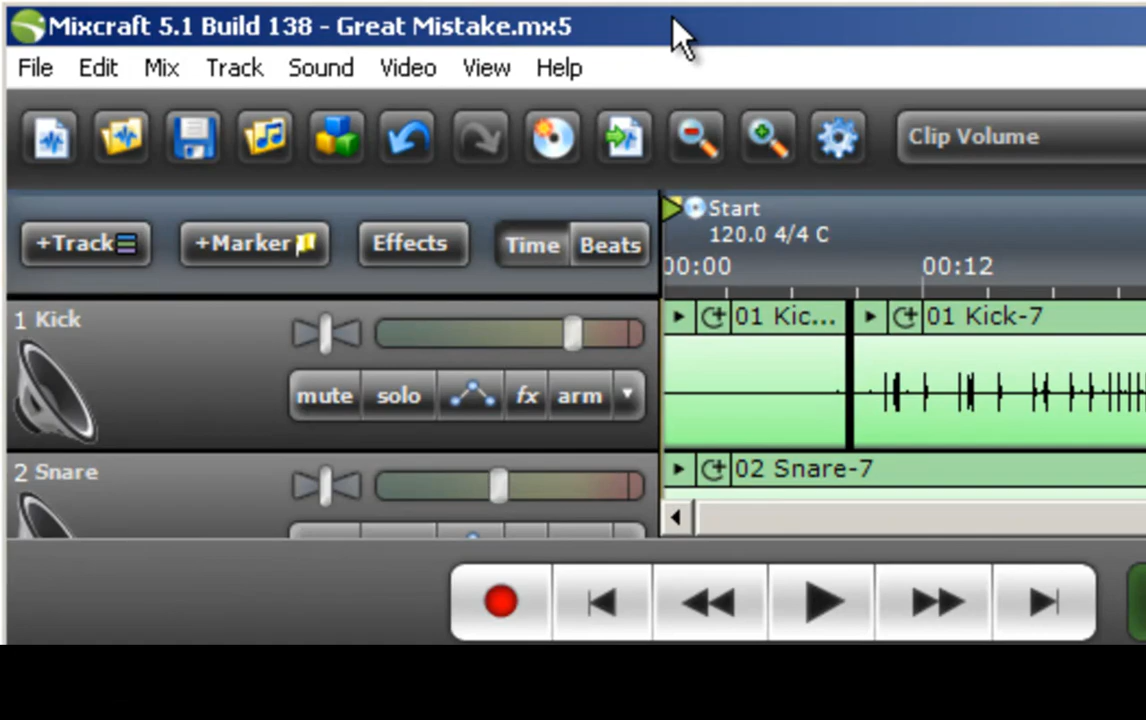 Mixcraft 5.1 Build 138 - Great Mistake.mx5
File Edit Mix Track Sound Video View Help
Clip Volume
+Track +Marker Effects Time Beats
Start
120.0 4/4 C
00:00 00:12
1 Kick
01 Kic... 01 Kick-7
mute solo fx arm
2 Snare
02 Snare-7